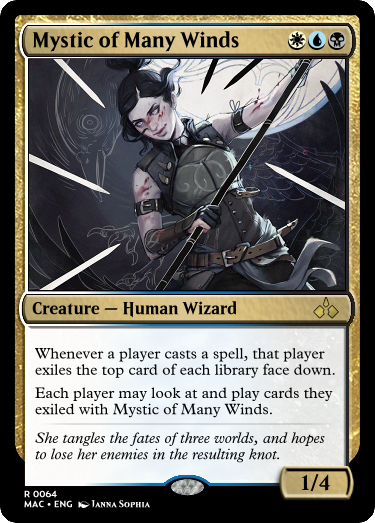 Mystic of Many Winds
Creature — Human Wizard
Whenever a player casts a spell, that player
exiles the top card of each library face down.
Each player may look at and play cards they
exiled with Mystic of Many Winds.
She tangles the fates of three worlds, and hopes
to lose her enemies in the resulting knot.
1/4
R 0064
MAC • ENG Janna Sophia